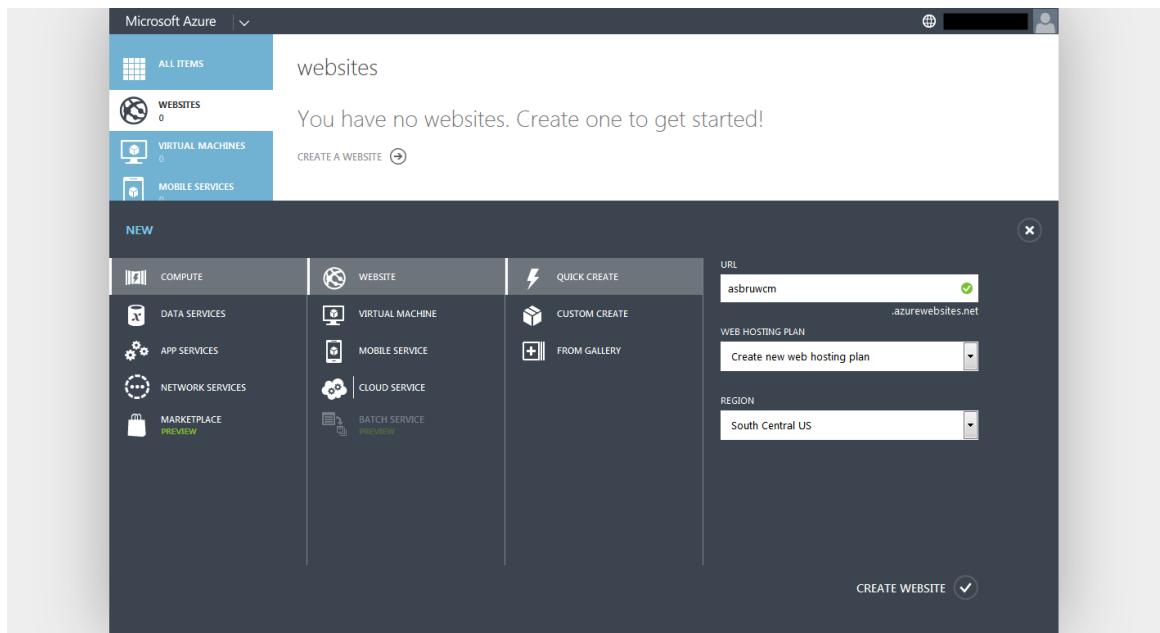 Microsoft Azure
ALL ITEMS
WEBSITES
0
VIRTUAL MACHINES
0
MOBILE SERVICES
0
websites
You have no websites. Create one to get started!
CREATE A WEBSITE
NEW
COMPUTE
DATA SERVICES
APP SERVICES
NETWORK SERVICES
MARKETPLACE
PREVIEW
WEBSITE
VIRTUAL MACHINE
MOBILE SERVICE
CLOUD SERVICE
BATCH SERVICE
PREVIEW
QUICK CREATE
CUSTOM CREATE
FROM GALLERY
URL
asbruwcm
.azurewebsites.net
WEB HOSTING PLAN
Create new web hosting plan
REGION
South Central US
CREATE WEBSITE